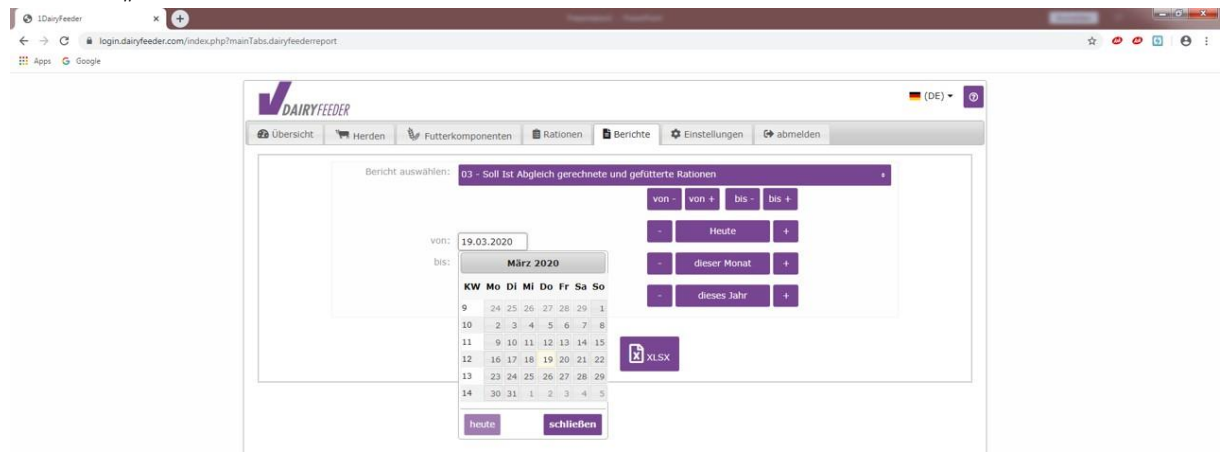 1DairyFeeder
login.dairyfeeder.com/index.php?mainTabs.dairyfeederreport
Apps Google
DAIRYFEEDER
(DE)
Übersicht Herden Futterkomponenten Rationen Berichte Einstellungen abmelden
Bericht auswählen: 03 - Soll Ist Abgleich gerechnete und gefütterte Rationen
von - von + bis - bis +
- Heute +
von: 19.03.2020
bis:
- dieser Monat +
März 2020
KW Mo Di Mi Do Fr Sa So
- dieses Jahr +
9 24 25 26 27 28 29 1
10 2 3 4 5 6 7 8
11 9 10 11 12 13 14 15
12 16 17 18 19 20 21 22
XLSX
13 23 24 25 26 27 28 29
14 30 31 1 2 3 4 5
heute schließen